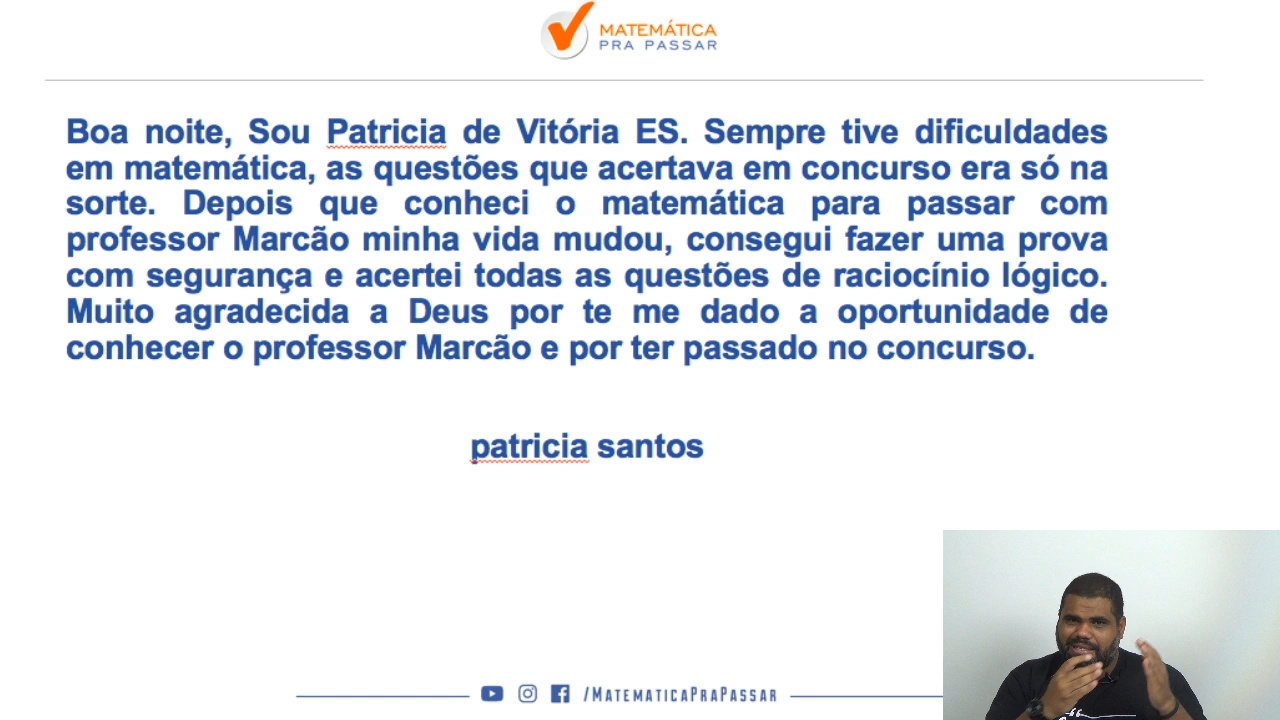 MATEMÁTICA
PRA PASSAR
Boa noite, Sou Patricia de Vitória ES. Sempre tive dificuldades
em matemática, as questões que acertava em concurso era só na
sorte. Depois que conheci o matemática para passar com
professor Marcão minha vida mudou, consegui fazer uma prova
com segurança e acertei todas as questões de raciocínio lógico.
Muito agradecida a Deus por te me dado a oportunidade de
conhecer o professor Marcão e por ter passado no concurso.
patricia santos
/MATEMATICAPRAPASSAR